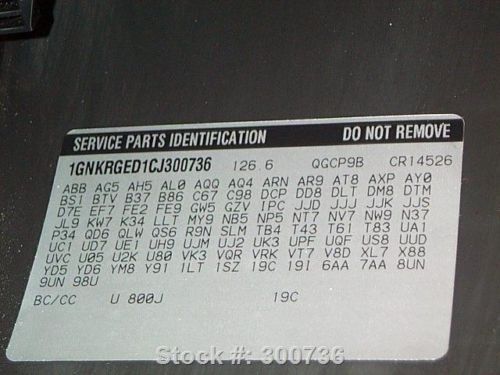 SERVICE PARTS IDENTIFICATION DO NOT REMOVE
1GNKRGED1CJ300736 126.6 QGCP9B CR14526
ABB AG5 AH5 AL0 AQQ AQ4 ARN AR9 AT8 AXP AY0
BS1 BTV B37 B86 C67 C98 DCP DD8 DLT DM8 DTM
D7E EF7 FE2 FE9 GW5 GZV IPC JJD JJJ JJK JJS
JL9 KW7 K34 LLT MY9 NB5 NP5 NT7 NV7 NW9 N37
P34 QD6 QLW QS6 R9N SLM TB4 T43 T61 T83 UA1
UC1 UD7 UE1 UH9 UJM UJ2 UK3 UPF UQF US8 UUD
UVC U05 U2K U80 VK3 VQR VRK VT7 V8D XL7 X88
YD5 YD6 YM8 Y91 1LT 1SZ 19C 19I 6AA 7AA 8UN
9UN 98U
BC/CC U 800J 19C
Stock #: 300736